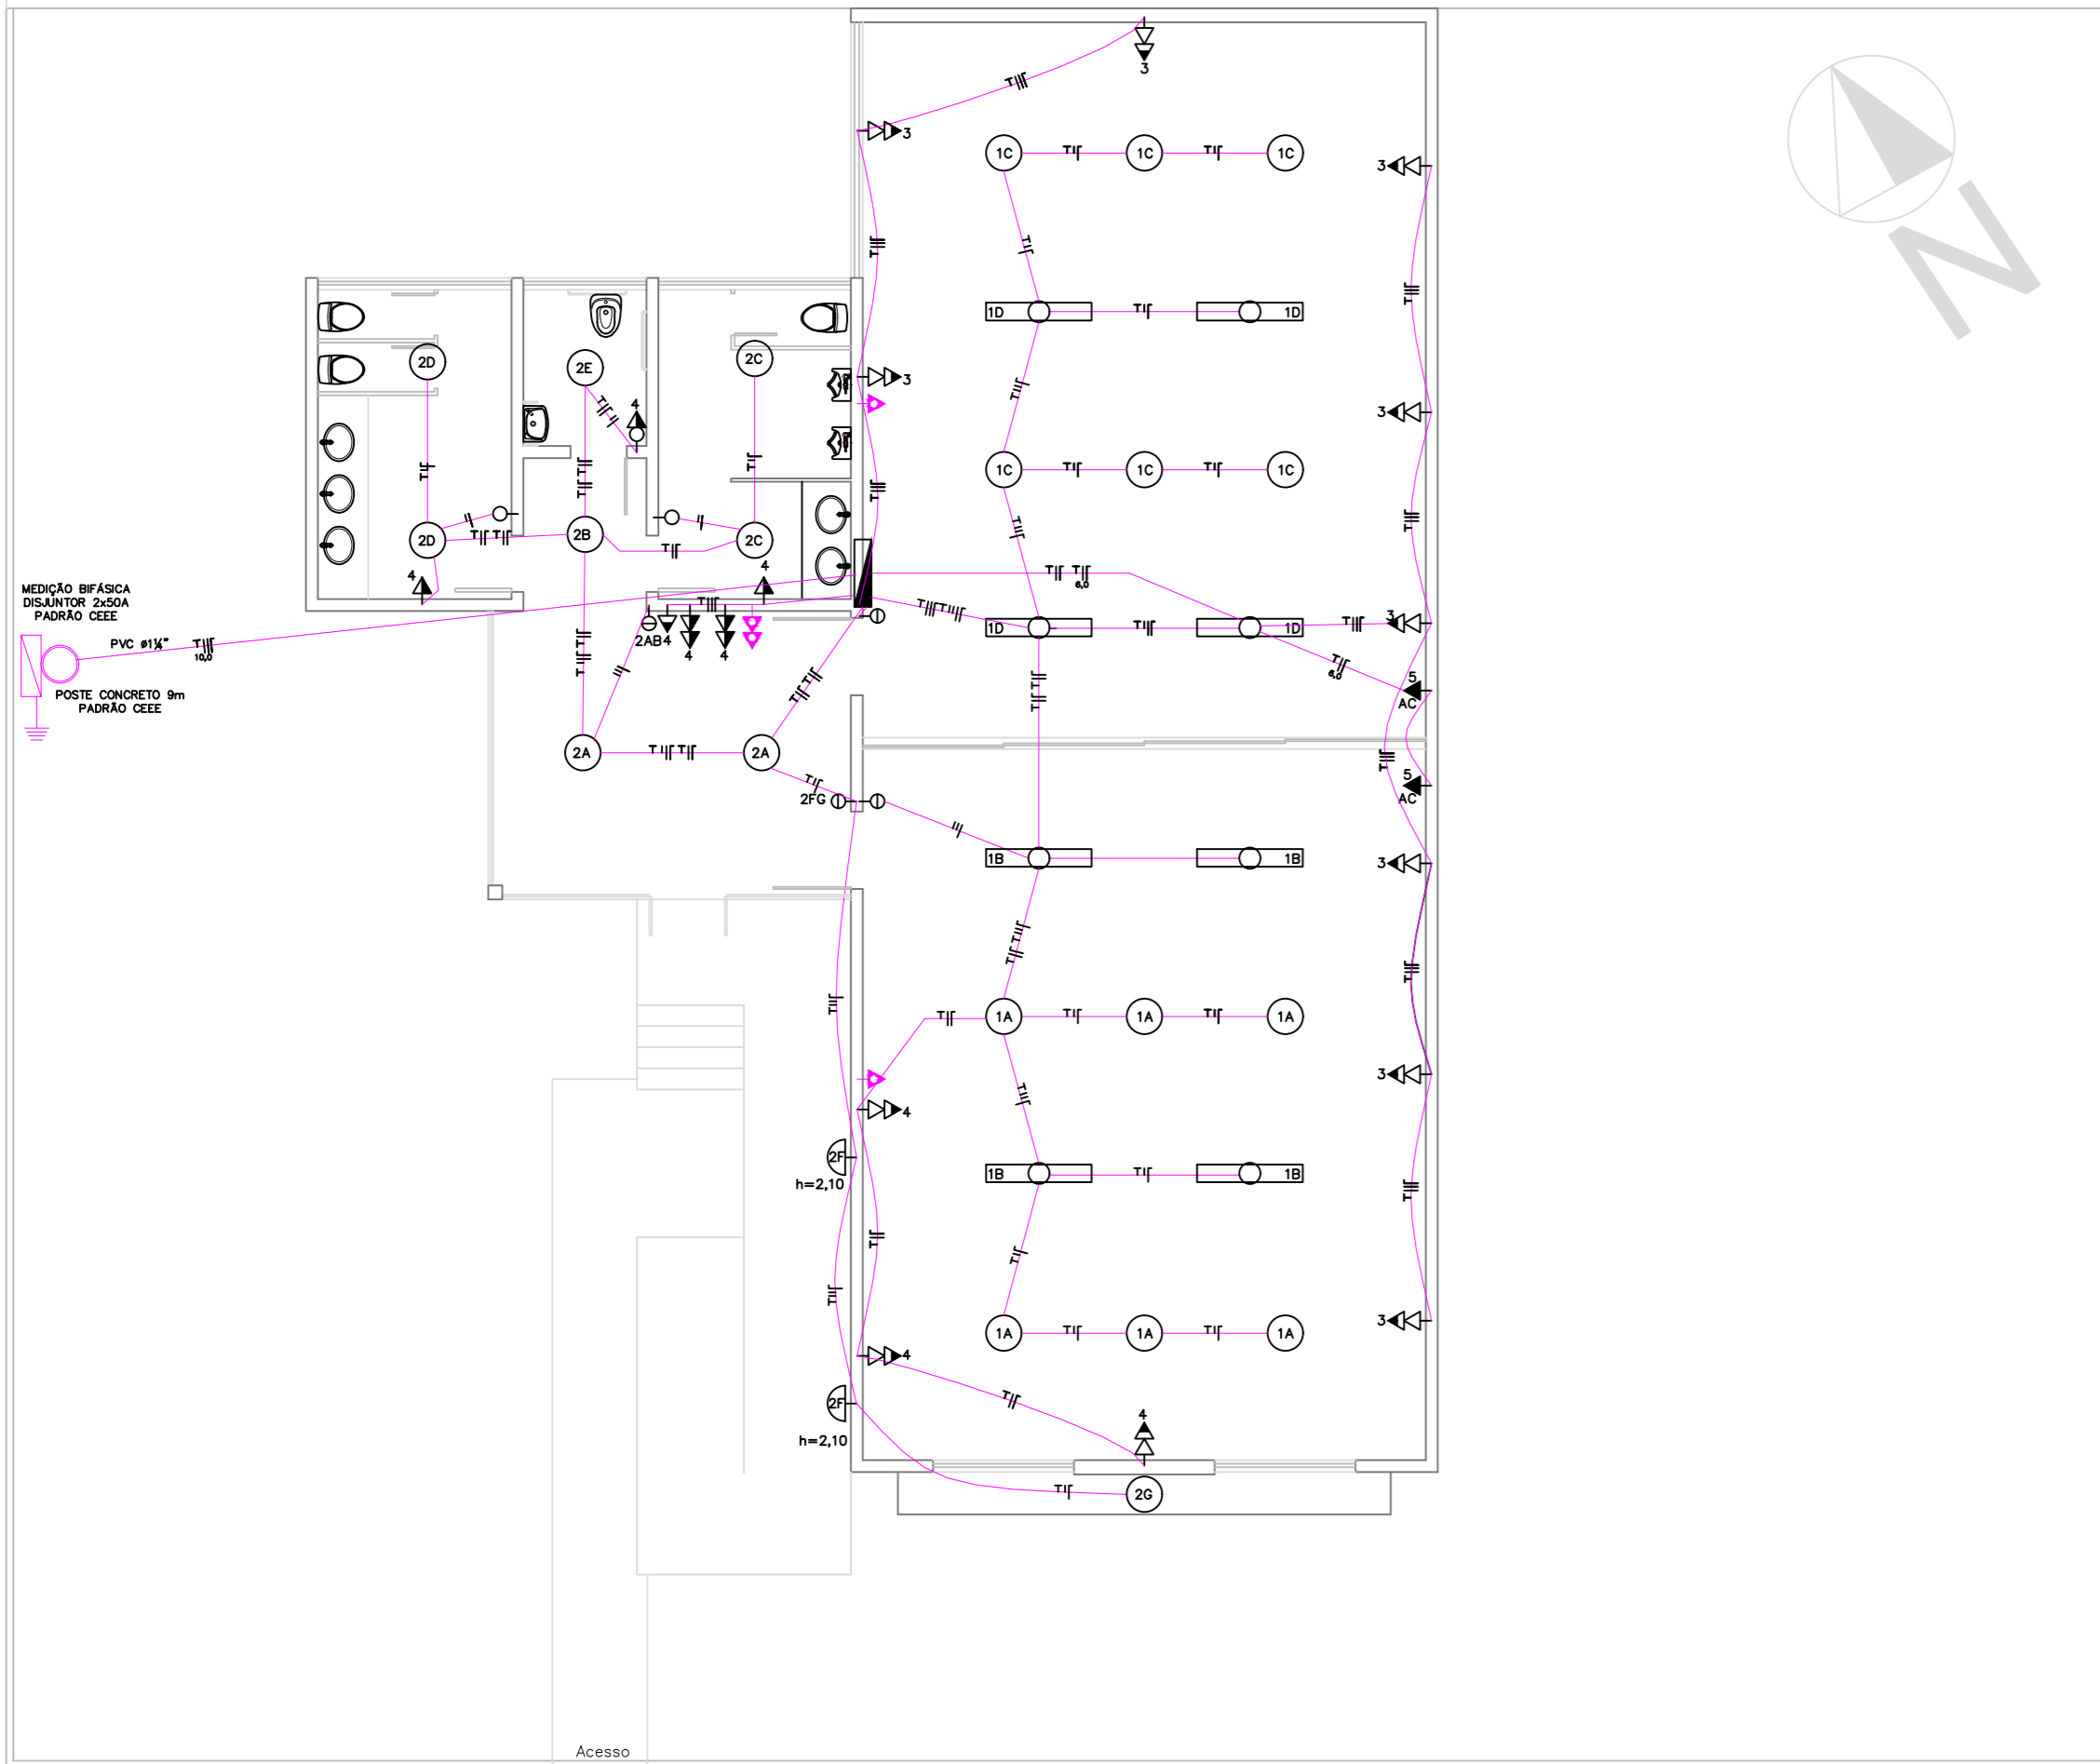 3
3
1C 1C 1C
3
1D 1D
2D 2E 2C
3
4
3
1C 1C 1C
2D 2B 2C
4
4
MEDIÇÃO BIFÁSICA
DISJUNTOR 2x50A
PADRÃO CEEE
6,0
PVC ø1¼"
10,0
2AB4
4
4
1D 1D
3
6,0
5
AC
POSTE CONCRETO 9m
PADRÃO CEEE
2A 2A
5
AC
2FG
1B 1B
3
1A 1A 1A
3
4
2F
h=2,10
1B 1B
3
1A 1A 1A
4
2F
h=2,10
4
2G
N
Acesso